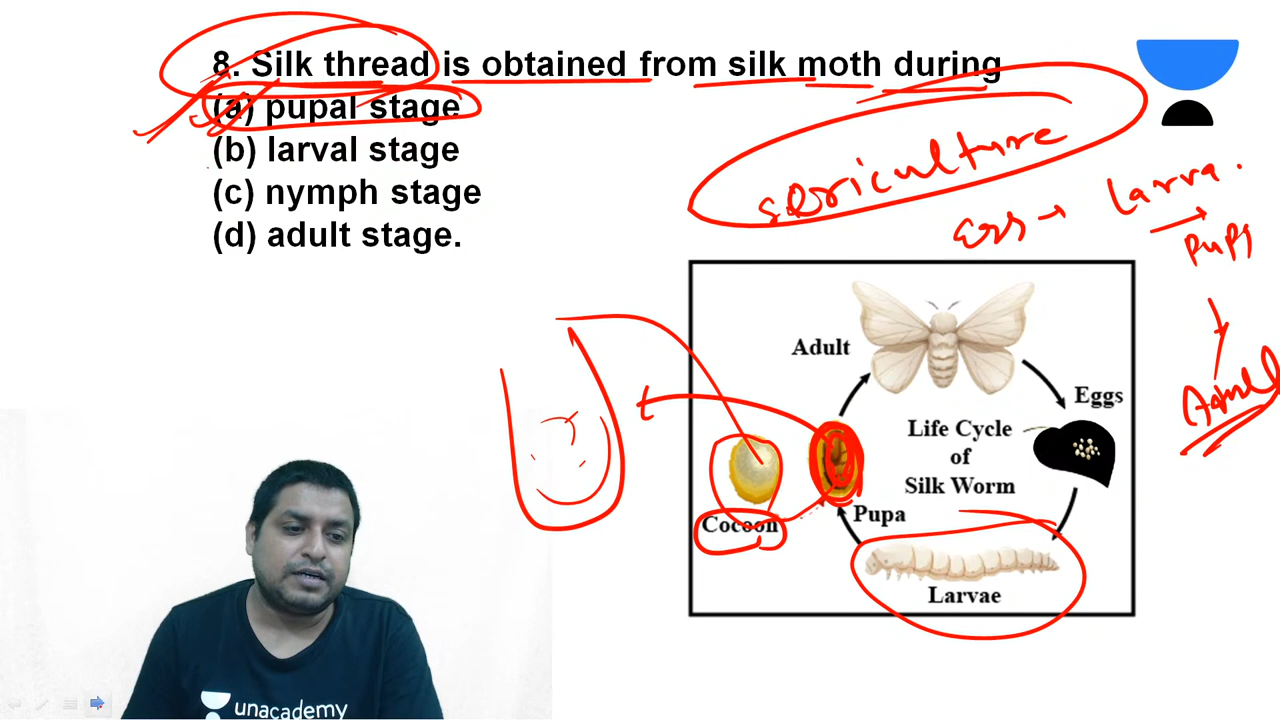 8. Silk thread is obtained from silk moth during
(a) pupal stage
(b) larval stage
(c) nymph stage
(d) adult stage.
sericulture
Larva.
Pupa
Adult
Adult
Eggs
Life Cycle
of
Silk Worm
Cocoon
Pupa
Larvae
unacademy